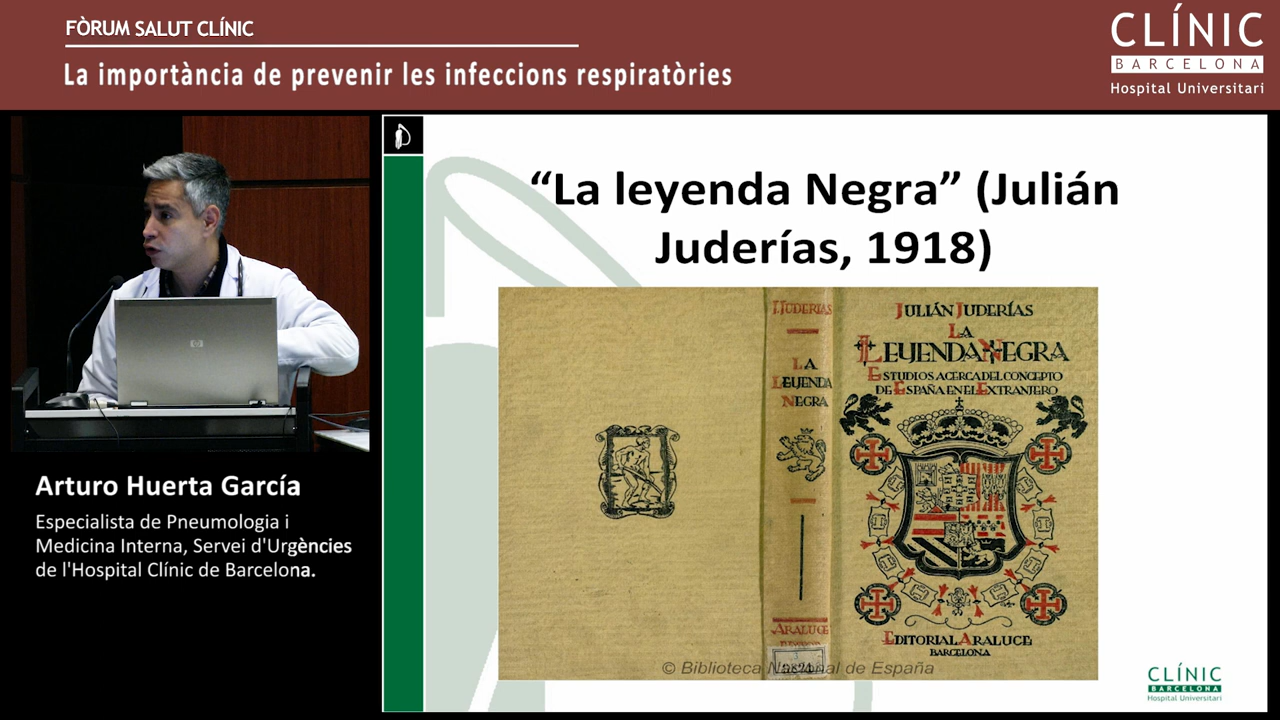 FÒRUM SALUT CLÍNIC
La importància de prevenir les infeccions respiratòries
CLÍNIC
BARCELONA
Hospital Universitari
“La leyenda Negra” (Julián
Juderías, 1918)
J. JUDERIAS
LA
LEYENDA
NEGRA
ARALUCE
JULIÁN JUDERÍAS
LA
LEYENDA NEGRA
ESTUDIOS ACERCA DEL CONCEPTO
DE ESPAÑA EN EL EXTRANJERO
EDITORIAL ARALUCE
BARCELONA
© Biblioteca Nacional de España
Arturo Huerta García
Especialista de Pneumologia i
Medicina Interna, Servei d'Urgències
de l'Hospital Clínic de Barcelona.
CLÍNIC
BARCELONA
Hospital Universitari